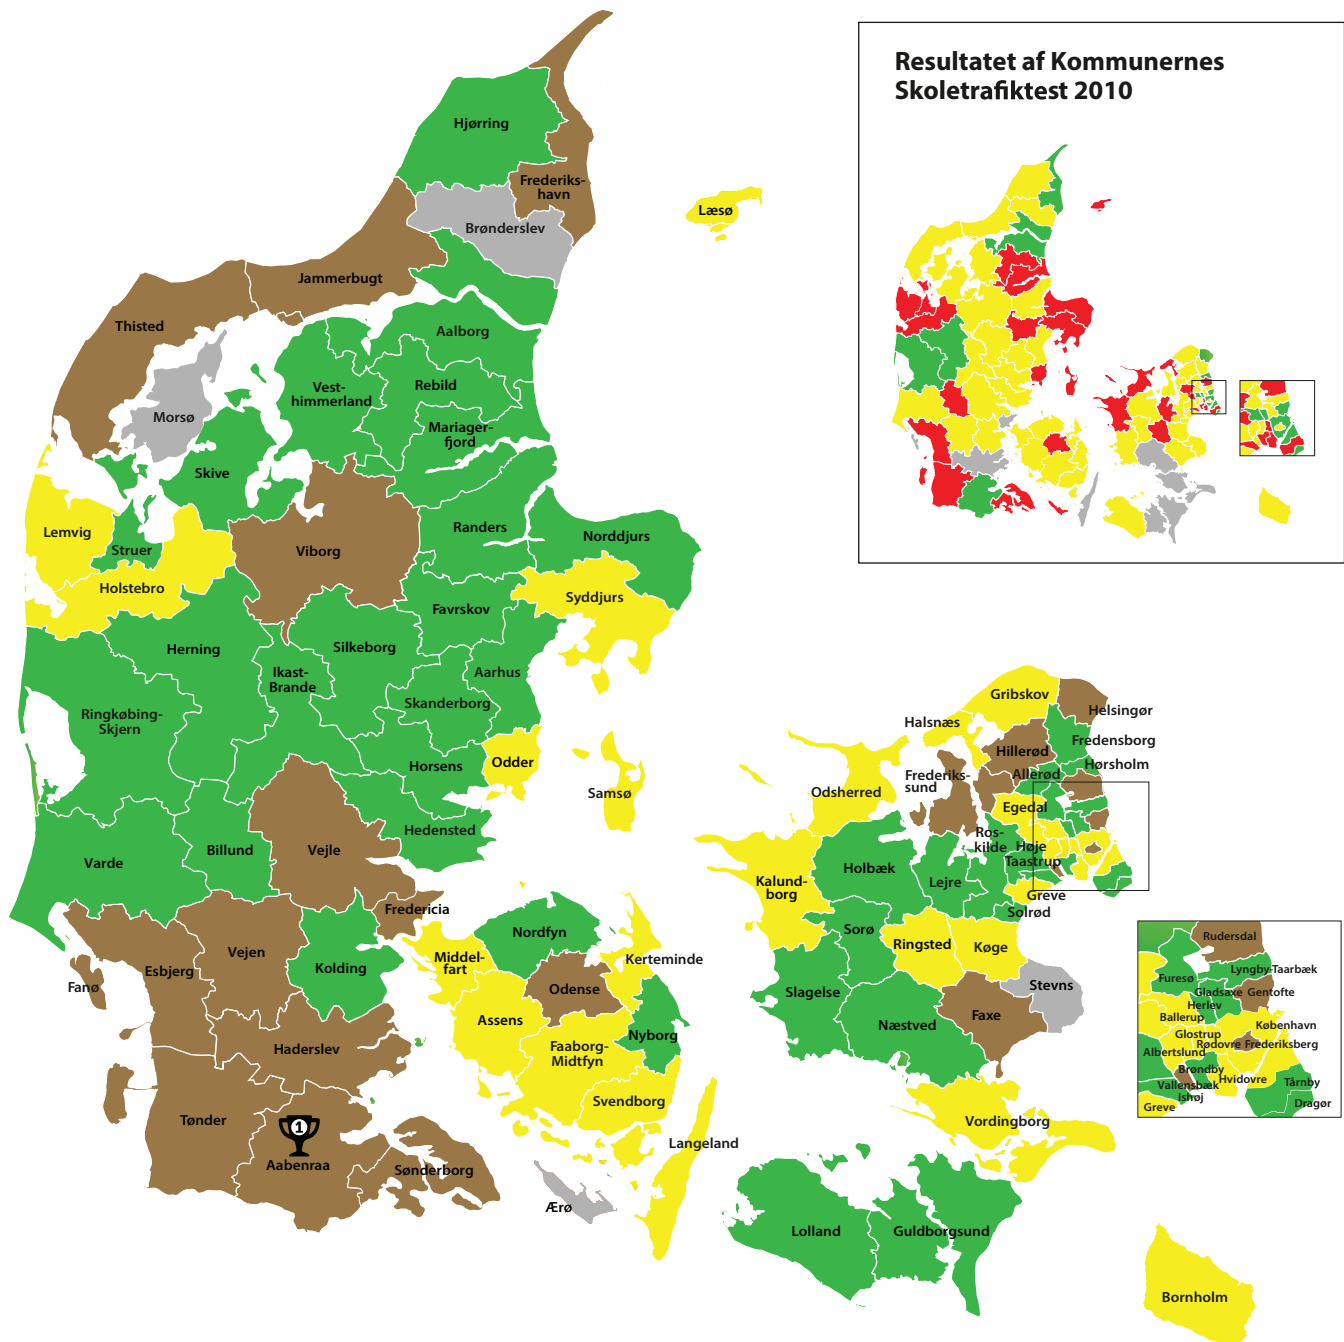 Resultatet af Kommunernes
Skoletrafiktest 2010
Hjørring
Frederiks-
havn
Læsø
Brønderslev
Jammerbugt
Thisted
Aalborg
Vest-
himmerland
Rebild
Morsø
Mariager-
fjord
Skive
Lemvig
Struer
Viborg
Randers
Norddjurs
Holstebro
Syddjurs
Favrskov
Herning
Silkeborg
Ikast-
Brande
Aarhus
Skanderborg
Ringkøbing-
Skjern
Horsens
Odder
Samsø
Hedensted
Varde
Billund
Vejle
Fredericia
Vejen
Kolding
Esbjerg
Fanø
Haderslev
Tønder
1
Aabenraa
Sønderborg
Nordfyn
Middel-
fart
Kerteminde
Odense
Assens
Nyborg
Faaborg-
Midtfyn
Svendborg
Langeland
Ærø
Gribskov
Halsnæs
Helsingør
Hillerød
Fredensborg
Frederiks-
sund
Allerød
Hørsholm
Odsherred
Egedal
Ros-
kilde
Høje
Taastrup
Holbæk
Kalund-
borg
Lejre
Greve
Solrød
Sorø
Ringsted
Køge
Slagelse
Stevns
Næstved
Faxe
Vordingborg
Lolland
Guldborgsund
Bornholm
Rudersdal
Furesø
Lyngby-Taarbæk
Gladsaxe
Gentofte
Herlev
Ballerup
København
Glostrup
Rødovre
Frederiksberg
Albertslund
Brøndby
Hvidovre
Vallensbæk
Ishøj
Tårnby
Dragør
Greve